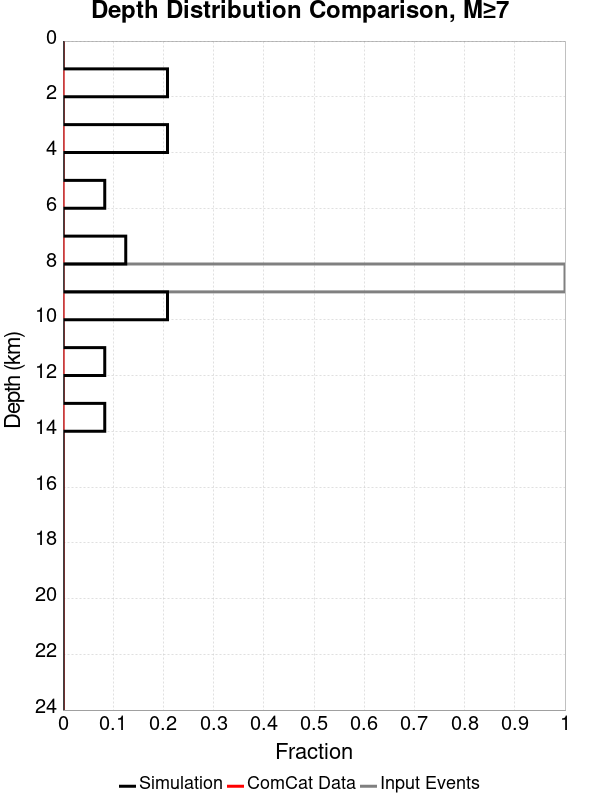 Depth Distribution Comparison, M≥7
0
2
4
6
8
10
12
14
16
18
20
22
24
Depth (km)
0 0.1 0.2 0.3 0.4 0.5 0.6 0.7 0.8 0.9 1
Fraction
Simulation ComCat Data Input Events